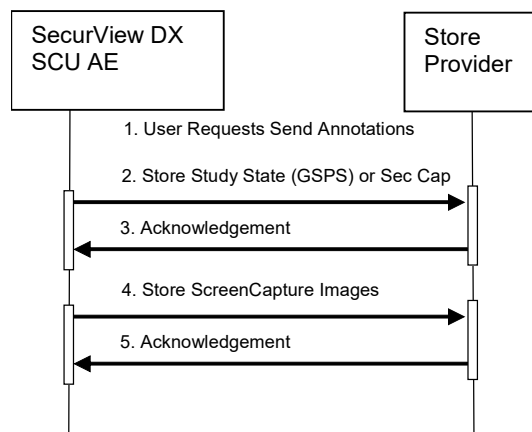 SecurView DX
SCU AE
Store
Provider
1. User Requests Send Annotations
2. Store Study State (GSPS) or Sec Cap
3. Acknowledgement
4. Store ScreenCapture Images
5. Acknowledgement